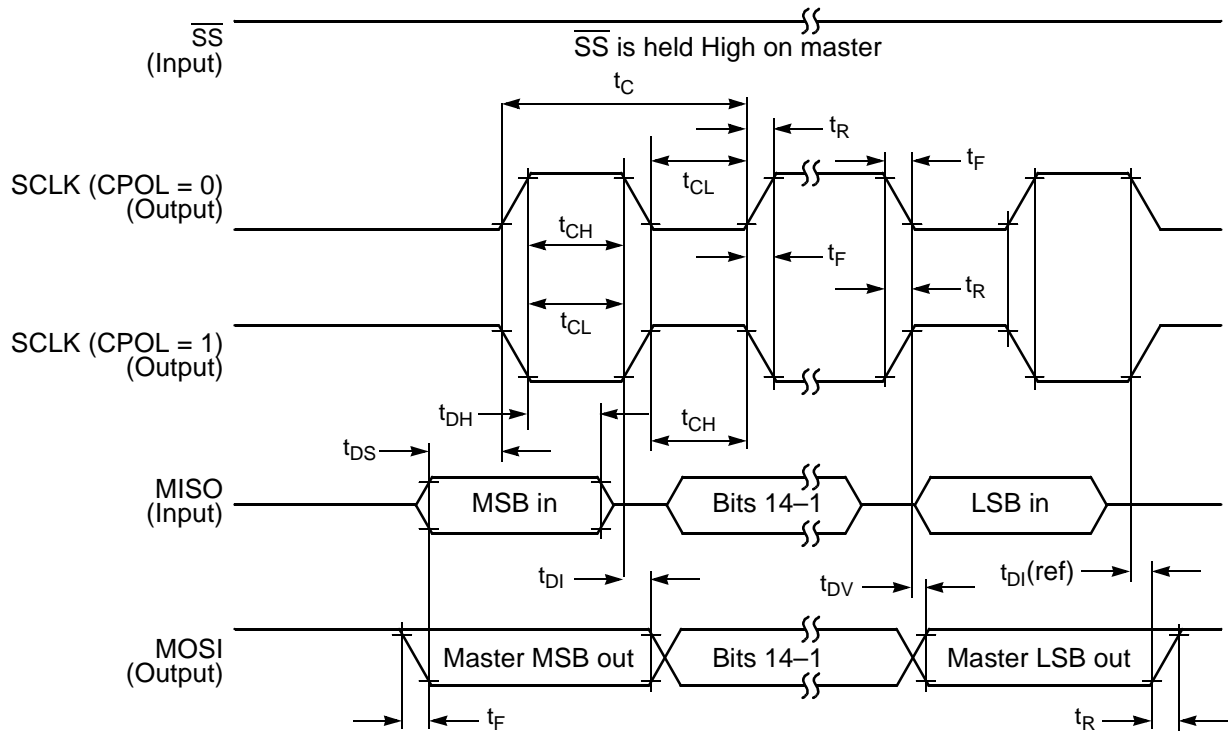 SS
(Input)
SS is held High on master
tC
tR
tF
SCLK (CPOL = 0)
(Output)
tCL
tCH
tF
tR
tCL
SCLK (CPOL = 1)
(Output)
tDH
tCH
tDS
MISO
(Input)
MSB in
Bits 14–1
LSB in
tDI
tDV
tDI(ref)
MOSI
(Output)
Master MSB out
Bits 14–1
Master LSB out
tF
tR